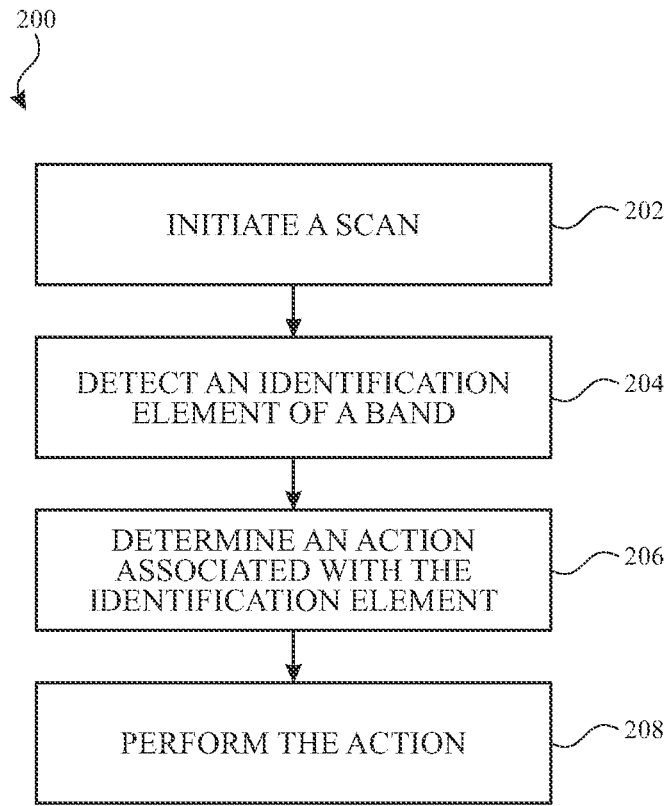 200
INITIATE A SCAN
202
DETECT AN IDENTIFICATION
ELEMENT OF A BAND
204
DETERMINE AN ACTION
ASSOCIATED WITH THE
IDENTIFICATION ELEMENT
206
PERFORM THE ACTION
208